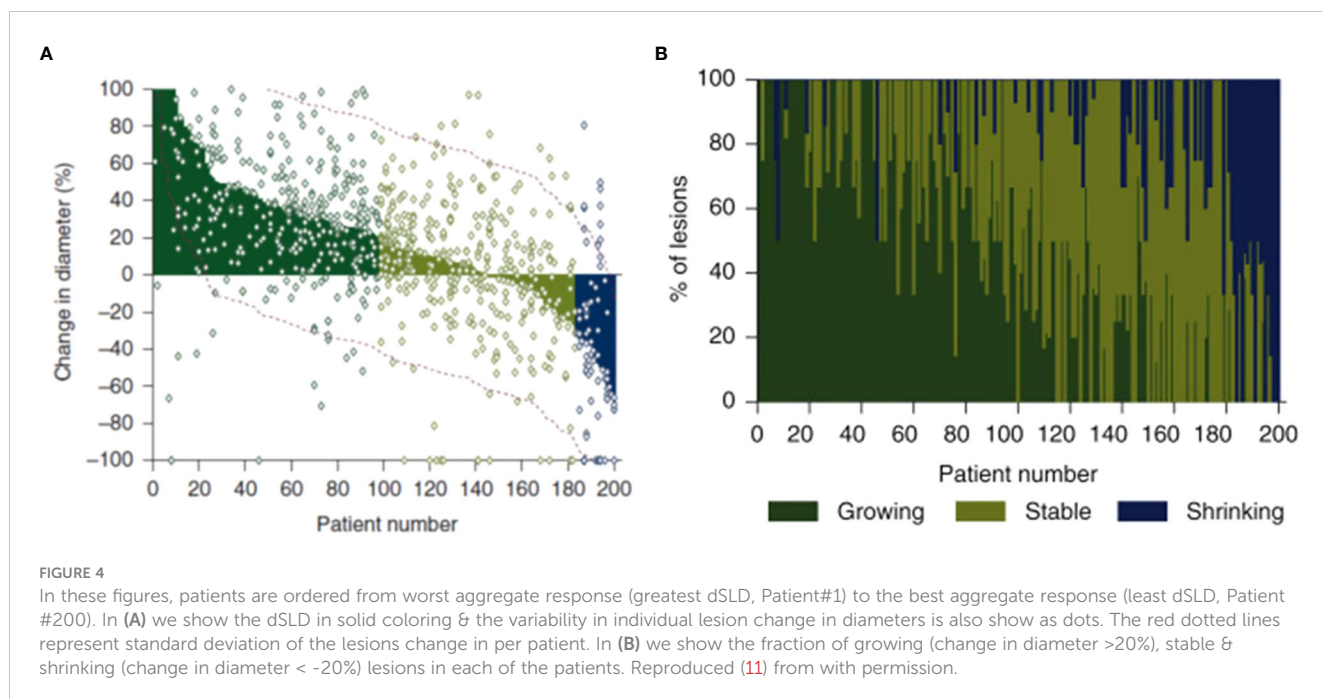 A
B
100
80
60
40
20
0
−20
−40
−60
−80
−100
Change in diameter (%)
0 20 40 60 80 100 120 140 160 180 200
Patient number
100
80
60
40
20
0
% of lesions
0 20 40 60 80 100 120 140 160 180 200
Patient number
Growing Stable Shrinking
FIGURE 4
In these figures, patients are ordered from worst aggregate response (greatest dSLD, Patient#1) to the best aggregate response (least dSLD, Patient
#200). In (A) we show the dSLD in solid coloring & the variability in individual lesion change in diameters is also show as dots. The red dotted lines
represent standard deviation of the lesions change in per patient. In (B) we show the fraction of growing (change in diameter >20%), stable &
shrinking (change in diameter < -20%) lesions in each of the patients. Reproduced (11) from with permission.